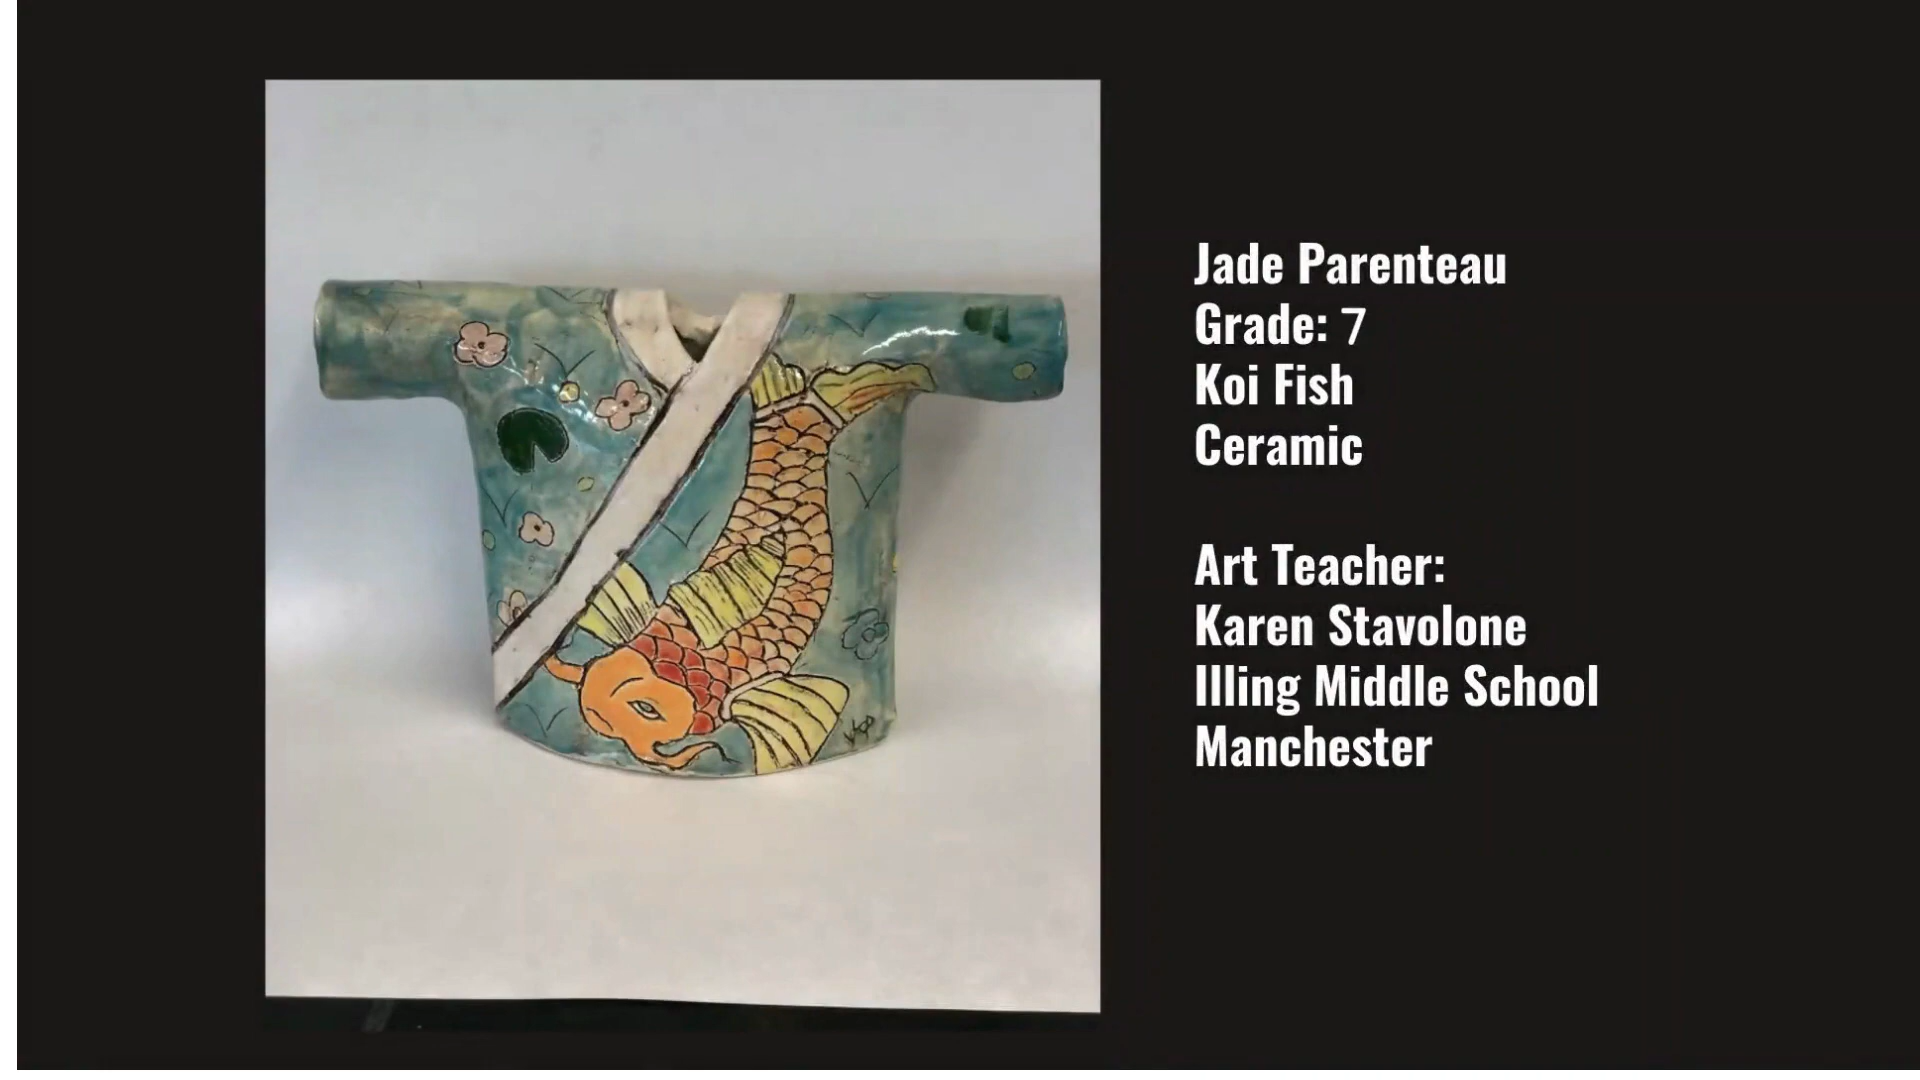 Jade Parenteau
Grade: 7
Koi Fish
Ceramic
Art Teacher:
Karen Stavolone
Illing Middle School
Manchester